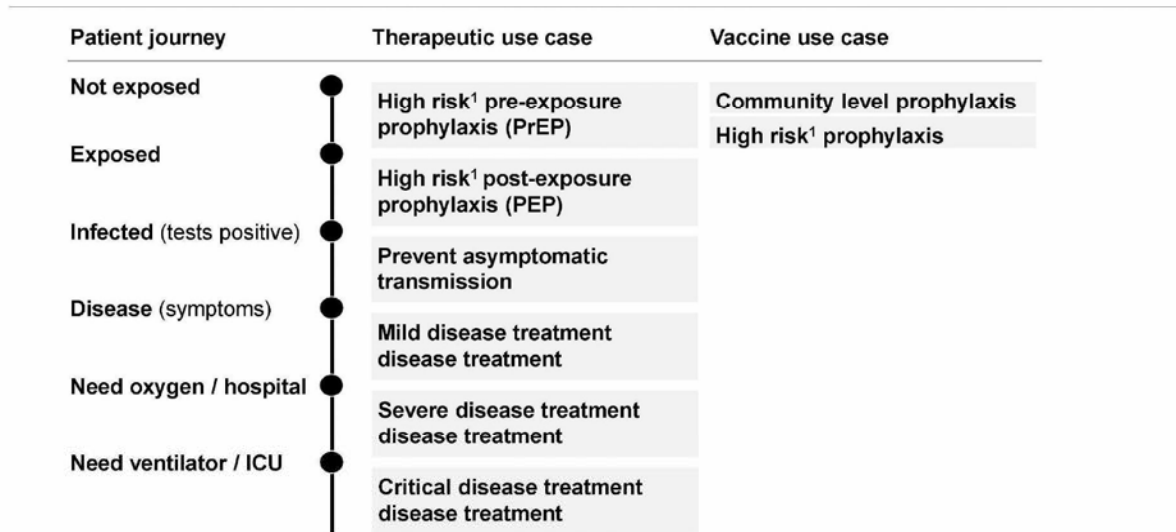 Patient journey
Therapeutic use case
Vaccine use case
Not exposed
High risk¹ pre-exposure
prophylaxis (PrEP)
Community level prophylaxis
High risk¹ prophylaxis
Exposed
High risk¹ post-exposure
prophylaxis (PEP)
Infected (tests positive)
Prevent asymptomatic
transmission
Disease (symptoms)
Mild disease treatment
disease treatment
Need oxygen / hospital
Severe disease treatment
disease treatment
Need ventilator / ICU
Critical disease treatment
disease treatment